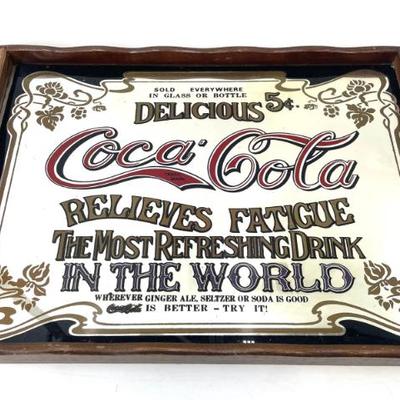 SOLD EVERYWHERE
IN GLASS OR BOTTLE
DELICIOUS 5¢.
Coca-Cola
RELIEVES FATIGUE
THE MOST REFRESHING DRINK
IN THE WORLD
WHEREVER GINGER ALE, SELTZER OR SODA IS GOOD
Coca-Cola IS BETTER - TRY IT!